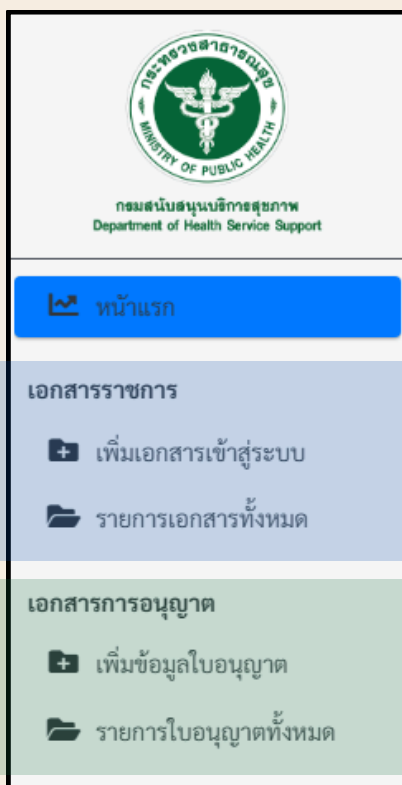 กระทรวงสาธารณสุข
MINISTRY OF PUBLIC HEALTH
กรมสนับสนุนบริการสุขภาพ
Department of Health Service Support
หน้าแรก
เอกสารราชการ
เพิ่มเอกสารเข้าสู่ระบบ
รายการเอกสารทั้งหมด
เอกสารการอนุญาต
เพิ่มข้อมูลใบอนุญาต
รายการใบอนุญาตทั้งหมด